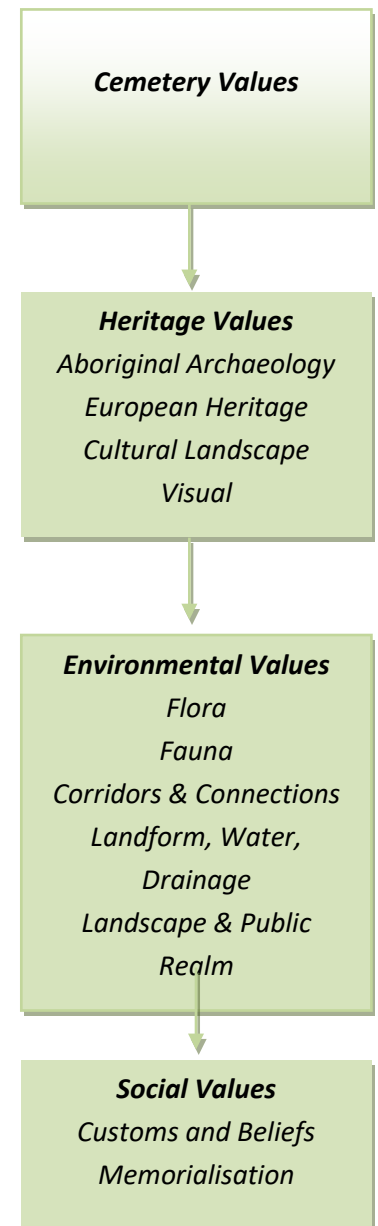 Cemetery Values
Heritage Values
Aboriginal Archaeology
European Heritage
Cultural Landscape
Visual
Environmental Values
Flora
Fauna
Corridors & Connections
Landform, Water,
Drainage
Landscape & Public
Realm
Social Values
Customs and Beliefs
Memorialisation